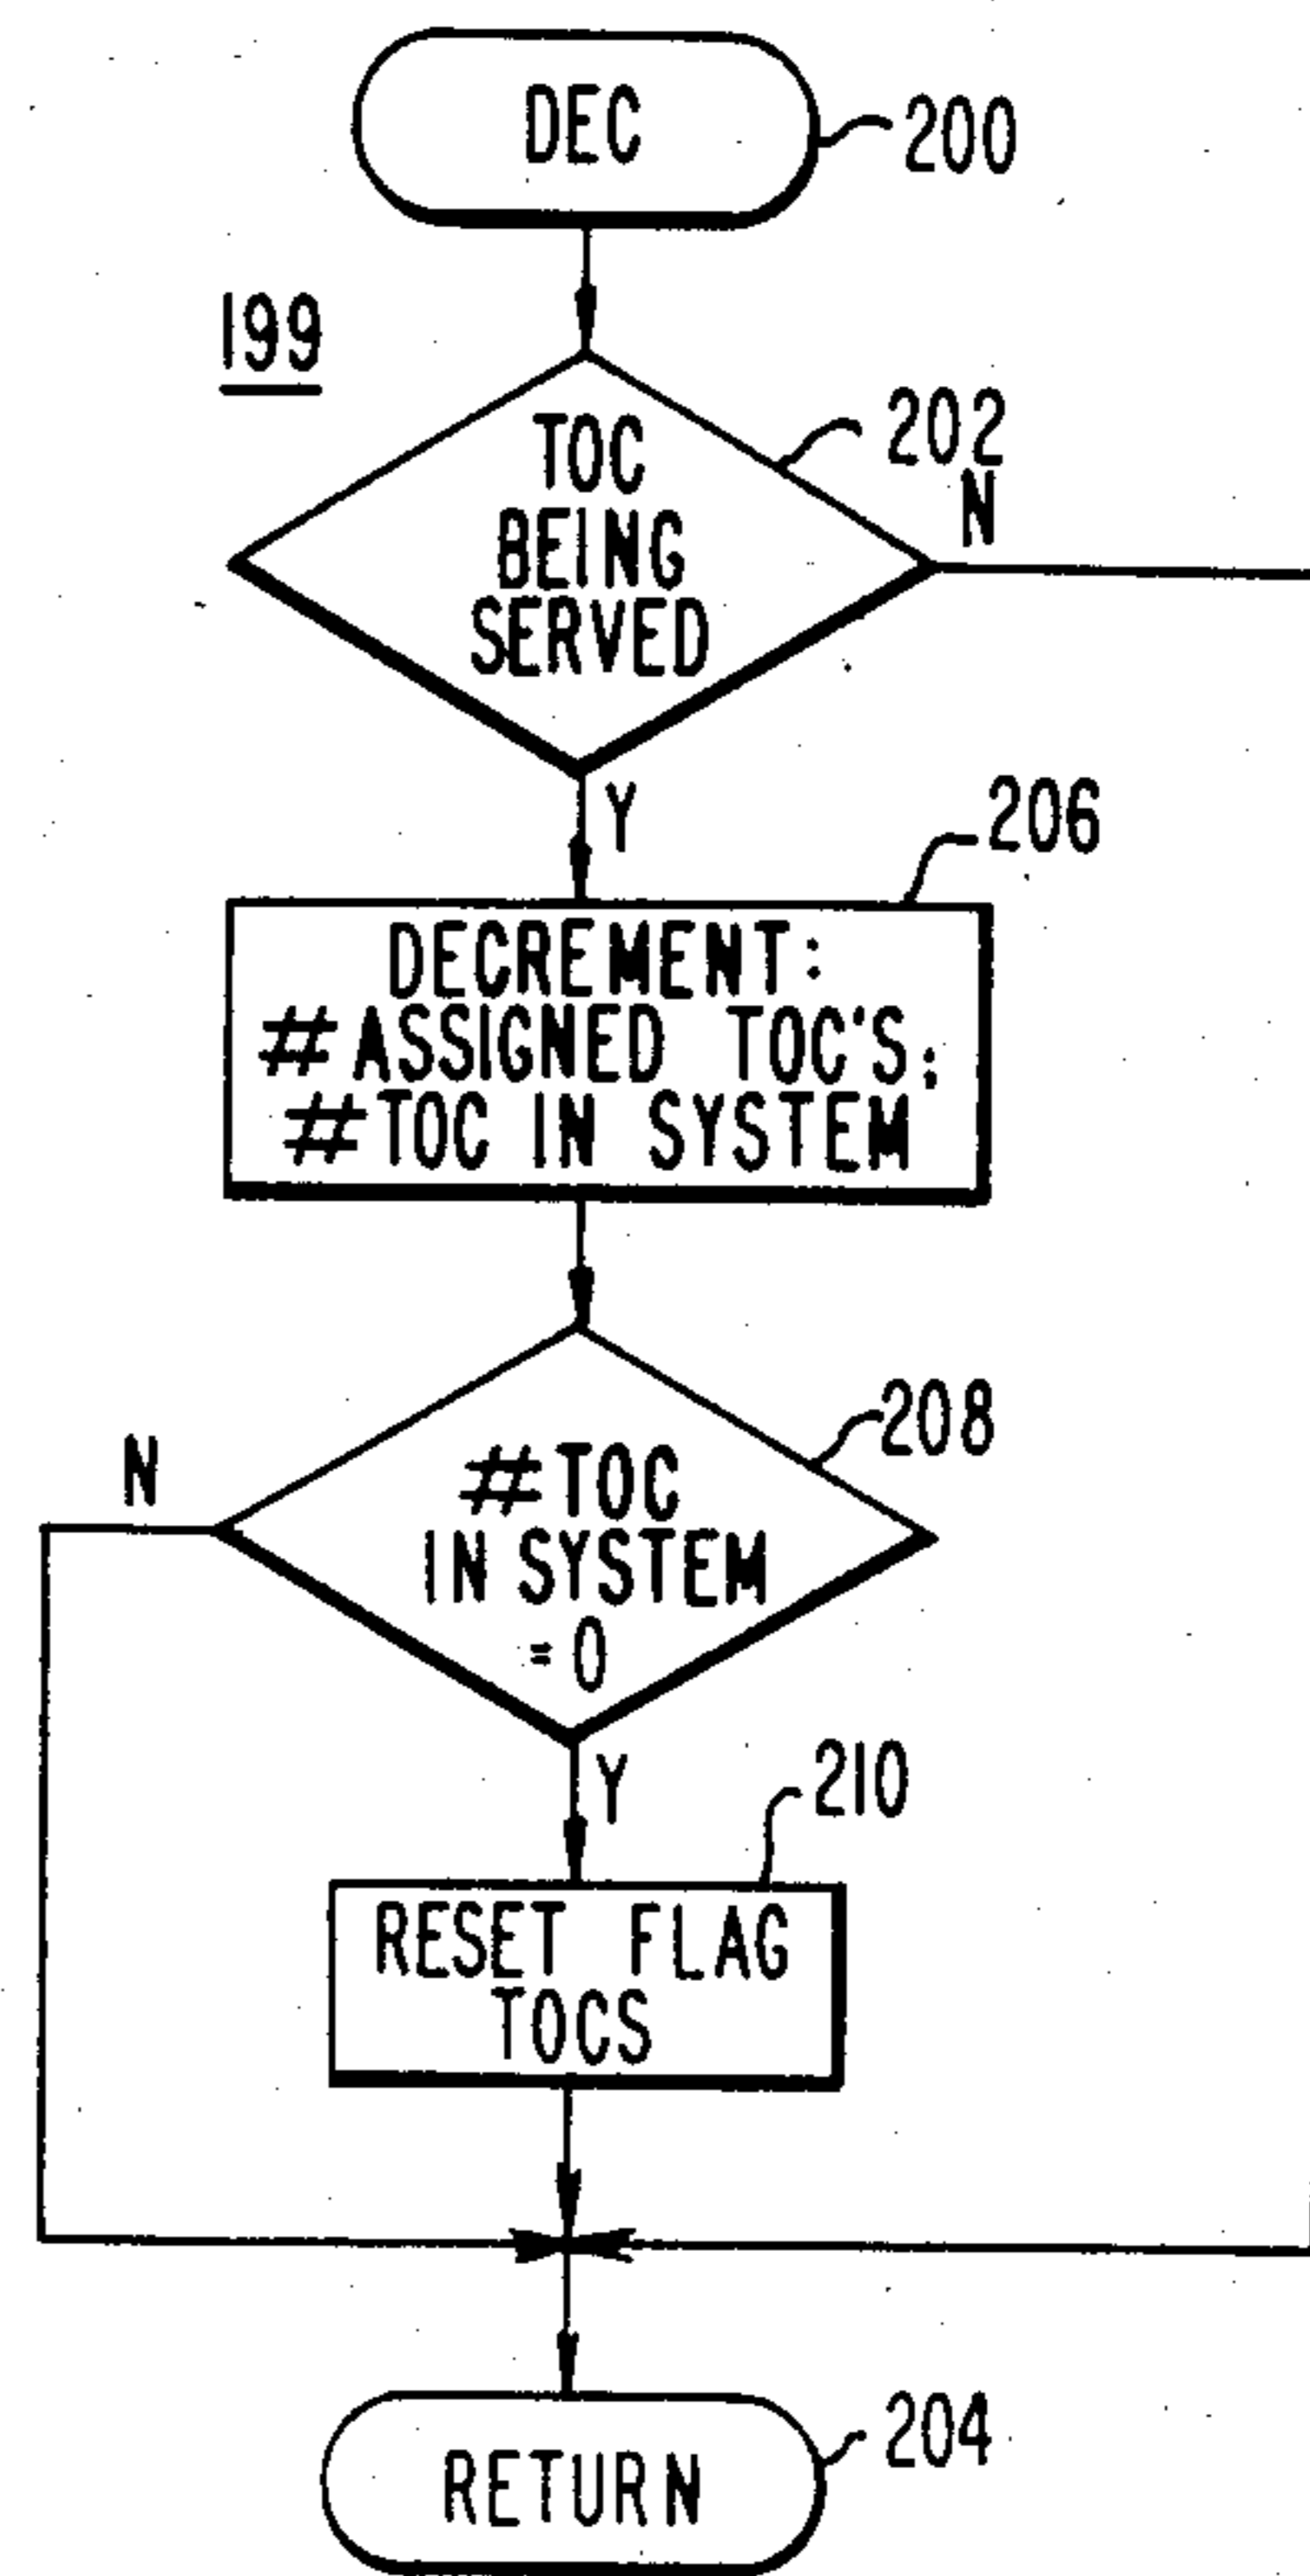 DEC
200
199
202
N
TOC
BEING
SERVED
Y
206
DECREMENT:
#ASSIGNED TOC'S;
#TOC IN SYSTEM
208
N
#TOC
IN SYSTEM
= 0
Y
210
RESET FLAG
TOCS
204
RETURN